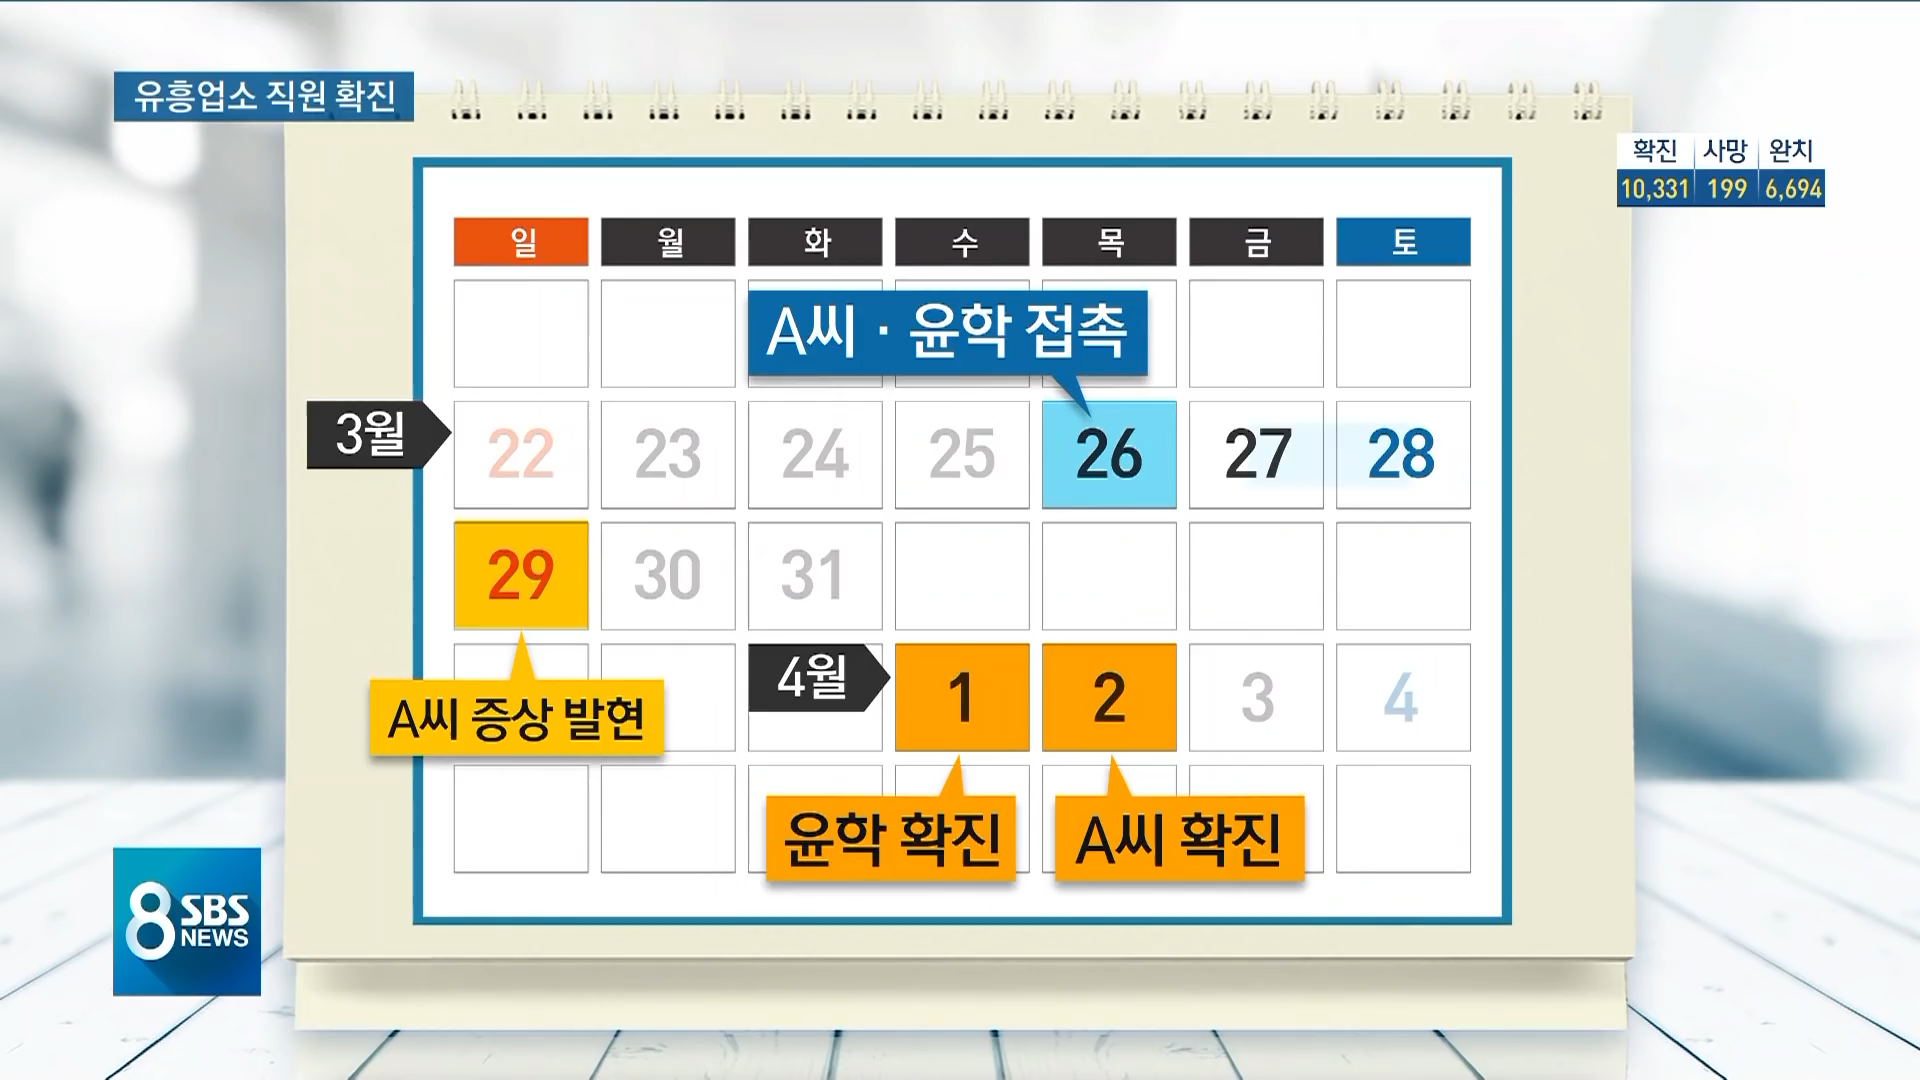 유흥업소 직원 확진
확진 사망 완치
10,331 199 6,694
일 월 화 수 목 금 토
A씨 · 윤학 접촉
3월
22 23 24 25 26 27 28
29 30 31
4월
1 2 3 4
A씨 증상 발현
윤학 확진
A씨 확진
8 SBS
NEWS